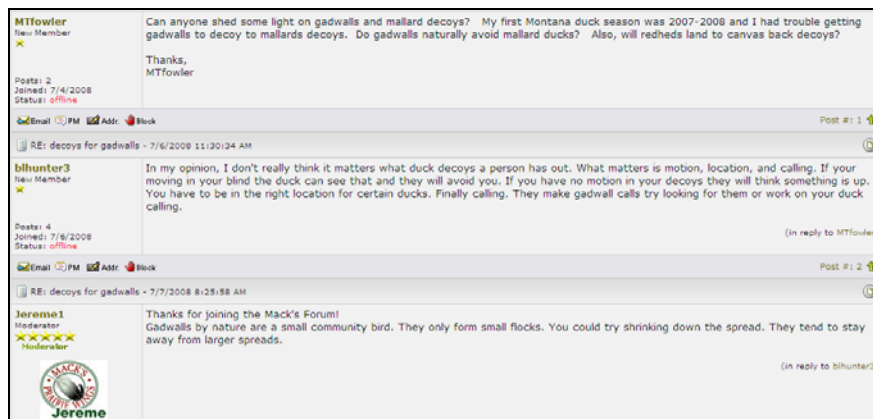 MTfowler
New Member
Can anyone shed some light on gadwalls and mallard decoys? My first Montana duck season was 2007-2008 and I had trouble getting
gadwalls to decoy to mallards decoys. Do gadwalls naturally avoid mallard ducks? Also, will redheds land to canvas back decoys?
Thanks,
MTfowler
Posts: 2
Joined: 7/4/2008
Status: offline
Email PM Addr. Block
Post #: 1
RE: decoys for gadwalls - 7/6/2008 11:30:34 AM
blhunter3
New Member
In my opinion, I don't really think it matters what duck decoys a person has out. What matters is motion, location, and calling. If your
moving in your blind the duck can see that and they will avoid you. If you have no motion in your decoys they will think something is up.
You have to be in the right location for certain ducks. Finally calling. They make gadwall calls try looking for them or work on your duck
calling.
Posts: 4
Joined: 7/6/2008
Status: offline
(in reply to MTfowler
Email PM Addr. Block
Post #: 2
RE: decoys for gadwalls - 7/7/2008 8:25:58 AM
Jereme1
Moderator
Moderator
Thanks for joining the Mack's Forum!
Gadwalls by nature are a small community bird. They only form small flocks. You could try shrinking down the spread. They tend to stay
away from larger spreads.
(in reply to blhunter3
MACK'S
PRAIRIE WINGS
Jereme